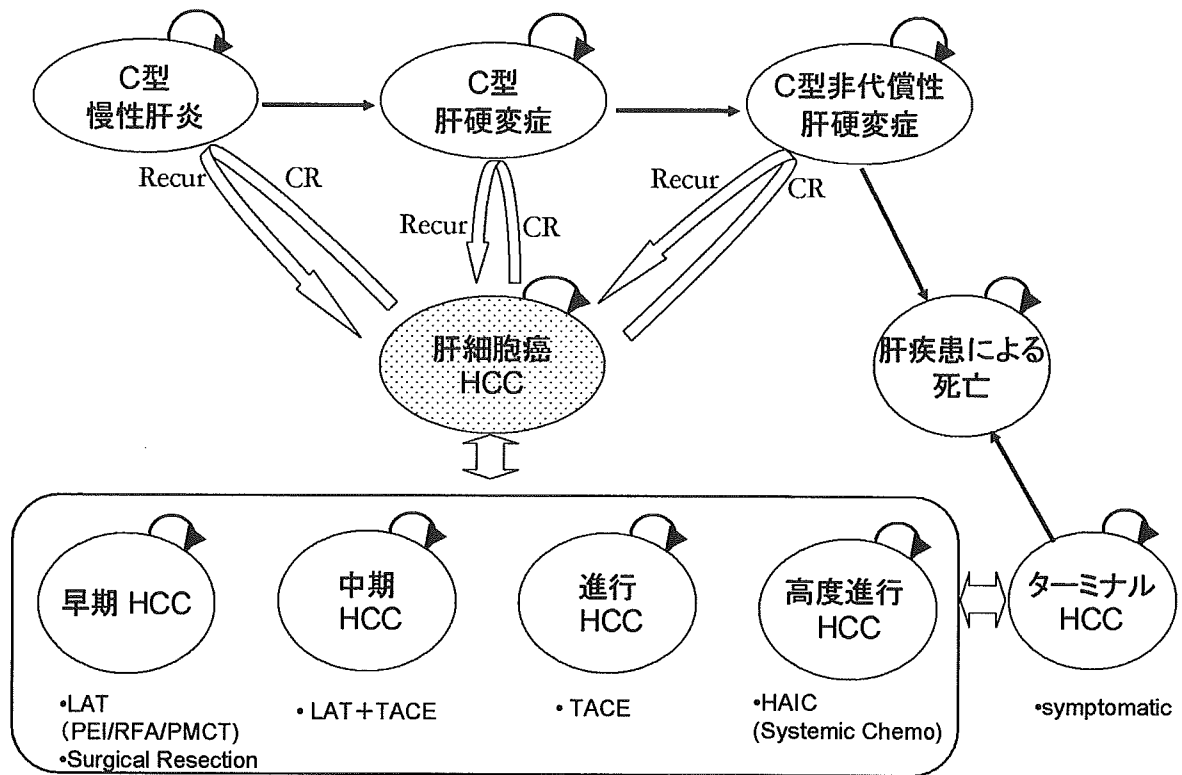 C型
慢性肝炎
C型
肝硬変症
C型非代償性
肝硬変症
Recur
CR
Recur
CR
Recur
CR
肝細胞癌
HCC
肝疾患による
死亡
早期 HCC
中期
HCC
進行
HCC
高度進行
HCC
ターミナル
HCC
•LAT
(PEI/RFA/PMCT)
•Surgical Resection
• LAT+TACE
• TACE
•HAIC
(Systemic Chemo)
•symptomatic